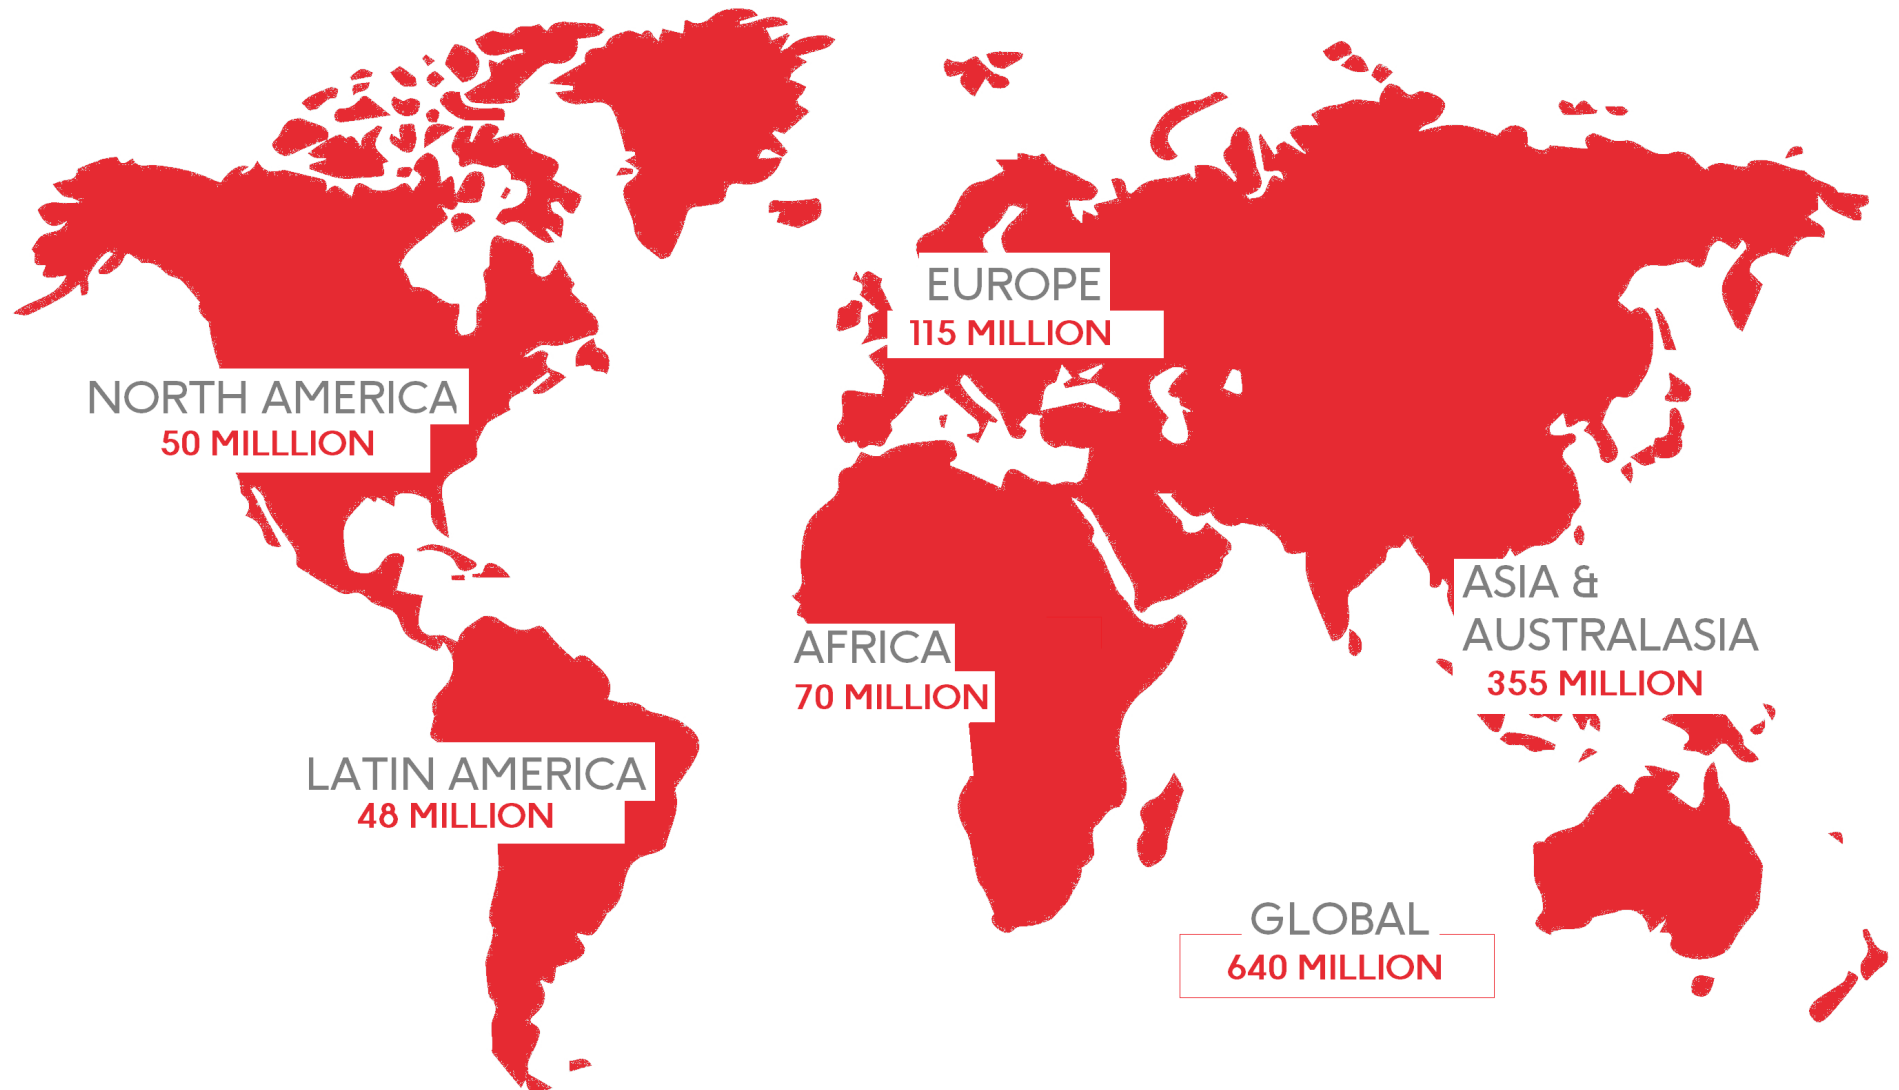 EUROPE
115 MILLION
NORTH AMERICA
50 MILLLION
ASIA &
AUSTRALASIA
355 MILLION
AFRICA
70 MILLION
LATIN AMERICA
48 MILLION
GLOBAL
640 MILLION